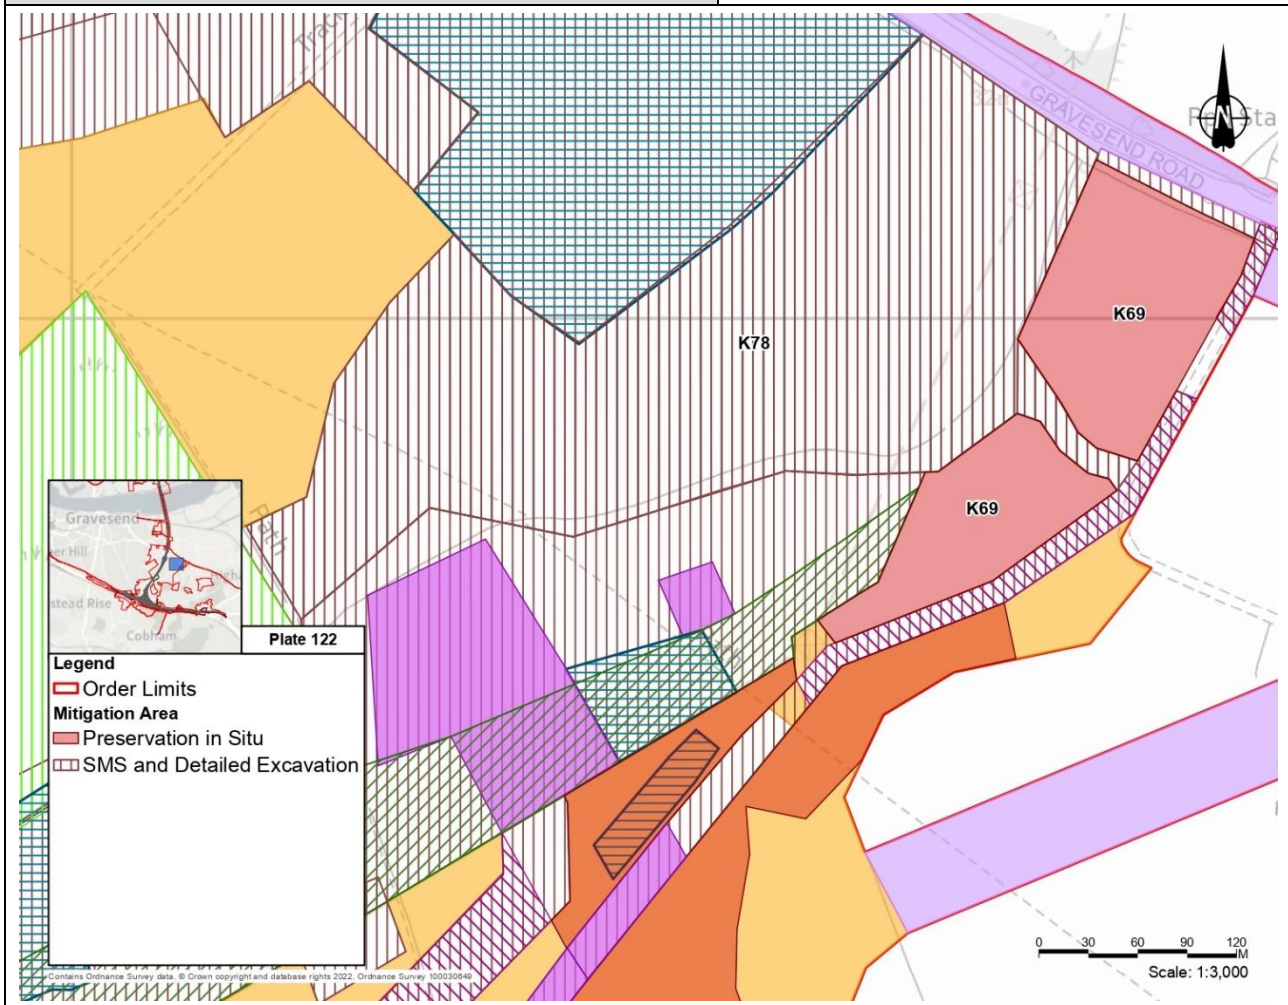 Track
GRAVESEND ROAD
N
K69
K78
K69
Path
Gravesend
Cobham
Plate 122
Legend
Order Limits
Mitigation Area
Preservation in Situ
SMS and Detailed Excavation
0 30 60 90 120
M
Scale: 1:3,000
Contains Ordnance Survey data. © Crown copyright and database rights 2022. Ordnance Survey 100030649